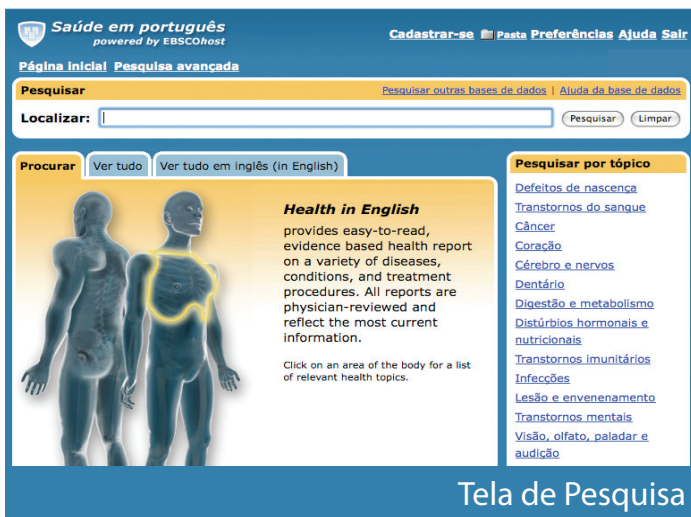 Saúde em português
powered by EBSCOhost
Cadastrar-se Pasta Preferências Ajuda Sair
Página inicial Pesquisa avançada
Pesquisar
Pesquisar outras bases de dados | Ajuda da base de dados
Localizar:
Pesquisar Limpar
Procurar Ver tudo Ver tudo em inglês (in English)
Health in English
provides easy-to-read,
evidence based health report
on a variety of diseases,
conditions, and treatment
procedures. All reports are
physician-reviewed and
reflect the most current
information.
Click on an area of the body for a list
of relevant health topics.
Pesquisar por tópico
Defeitos de nascença
Transtornos do sangue
Câncer
Coração
Cérebro e nervos
Dentário
Digestão e metabolismo
Distúrbios hormonais e
nutricionais
Transtornos imunitários
Infecções
Lesão e envenenamento
Transtornos mentais
Visão, olfato, paladar e
audição
Tela de Pesquisa